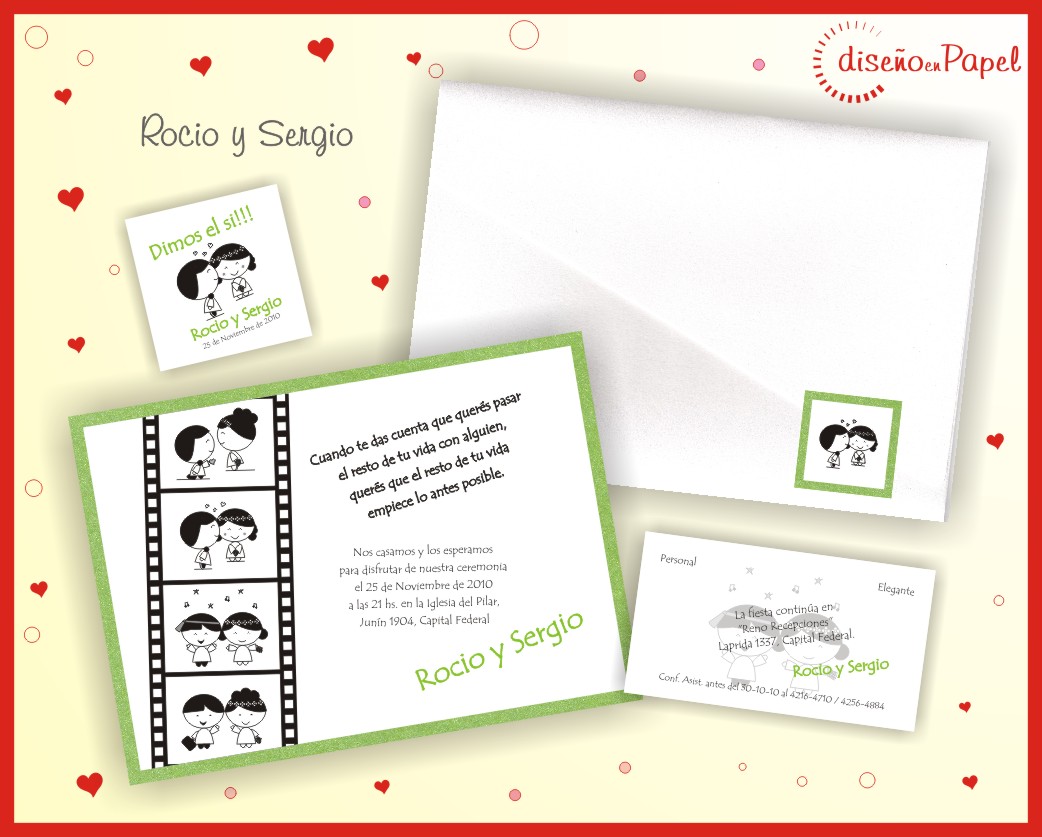 diseño en Papel
Rocio y Sergio
Dimos el si!!!
Rocio y Sergio
25 de Noviembre de 2010
Cuando te das cuenta que querés pasar
el resto de tu vida con alguien,
querés que el resto de tu vida
empiece lo antes posible.
Nos casamos y los esperamos
para disfrutar de nuestra ceremonia
el 25 de Noviembre de 2010
a las 21 hs. en la Iglesia del Pilar,
Junín 1904, Capital Federal
Rocio y Sergio
Personal
Elegante
La fiesta continúa en
"Reno Recepciones"
Laprida 1337, Capital Federal.
Rocio y Sergio
Conf. Asist. antes del 30-10-10 al 4216-4710 / 4256-4884